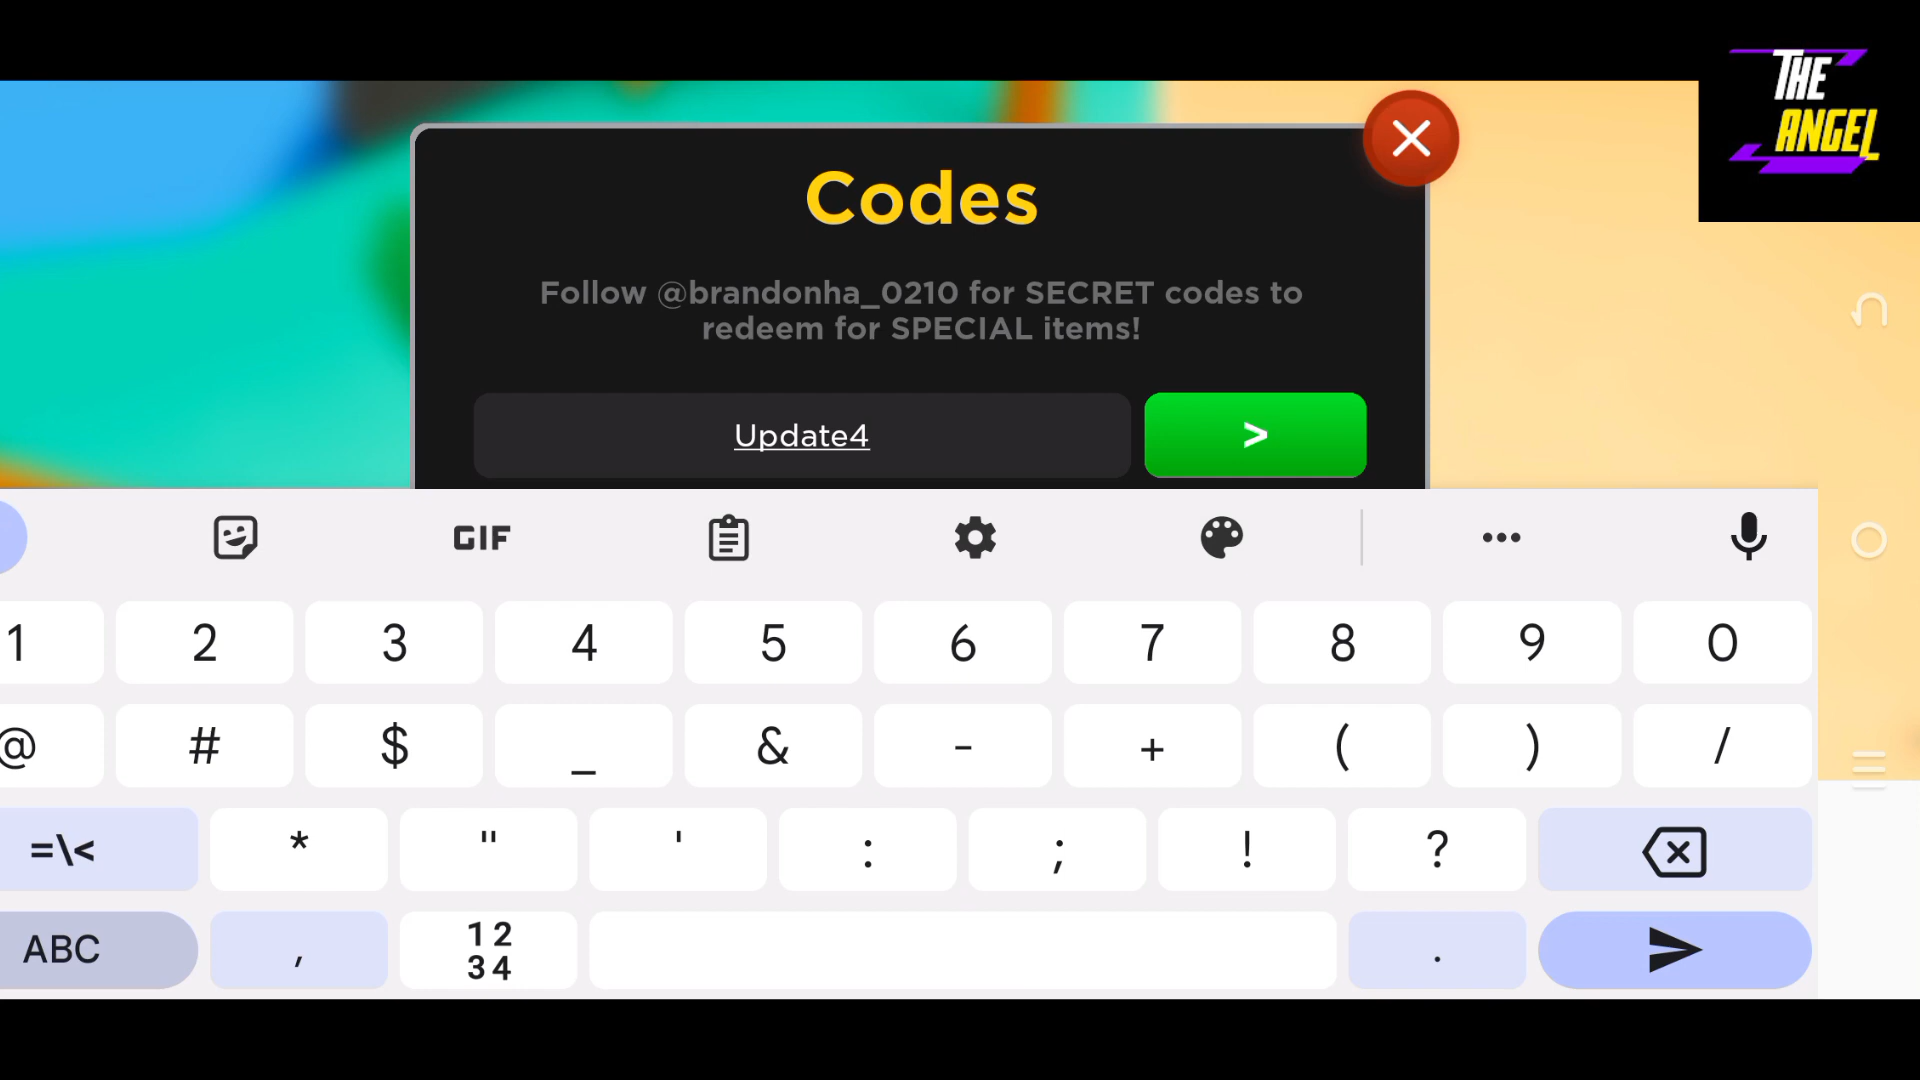 THE
ANGEL
Codes
Follow @brandonha_0210 for SECRET codes to
redeem for SPECIAL items!
Update4
>
GIF
1 2 3 4 5 6 7 8 9 0
@ # $ _ & - + ( ) /
=\< * " ' : ; ! ?
ABC , 12 .
34